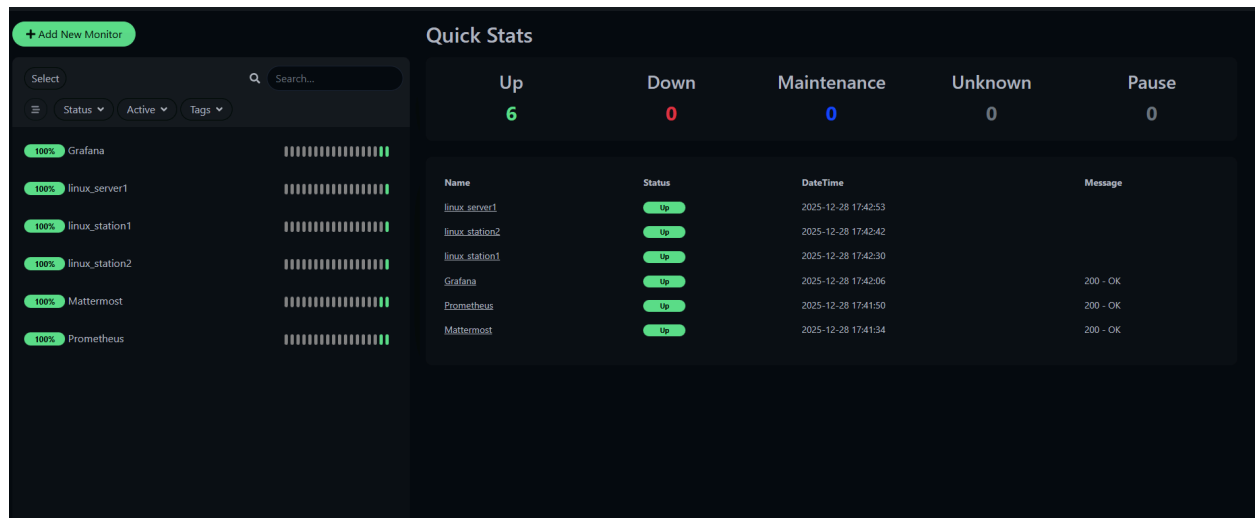 + Add New Monitor
Select
Search...
Status Active Tags
100% Grafana
100% linux_server1
100% linux_station1
100% linux_station2
100% Mattermost
100% Prometheus
Quick Stats
Up Down Maintenance Unknown Pause
6 0 0 0 0
Name Status DateTime Message
linux_server1 Up 2025-12-28 17:42:53
linux_station2 Up 2025-12-28 17:42:42
linux_station1 Up 2025-12-28 17:42:30
Grafana Up 2025-12-28 17:42:06 200 - OK
Prometheus Up 2025-12-28 17:41:50 200 - OK
Mattermost Up 2025-12-28 17:41:34 200 - OK